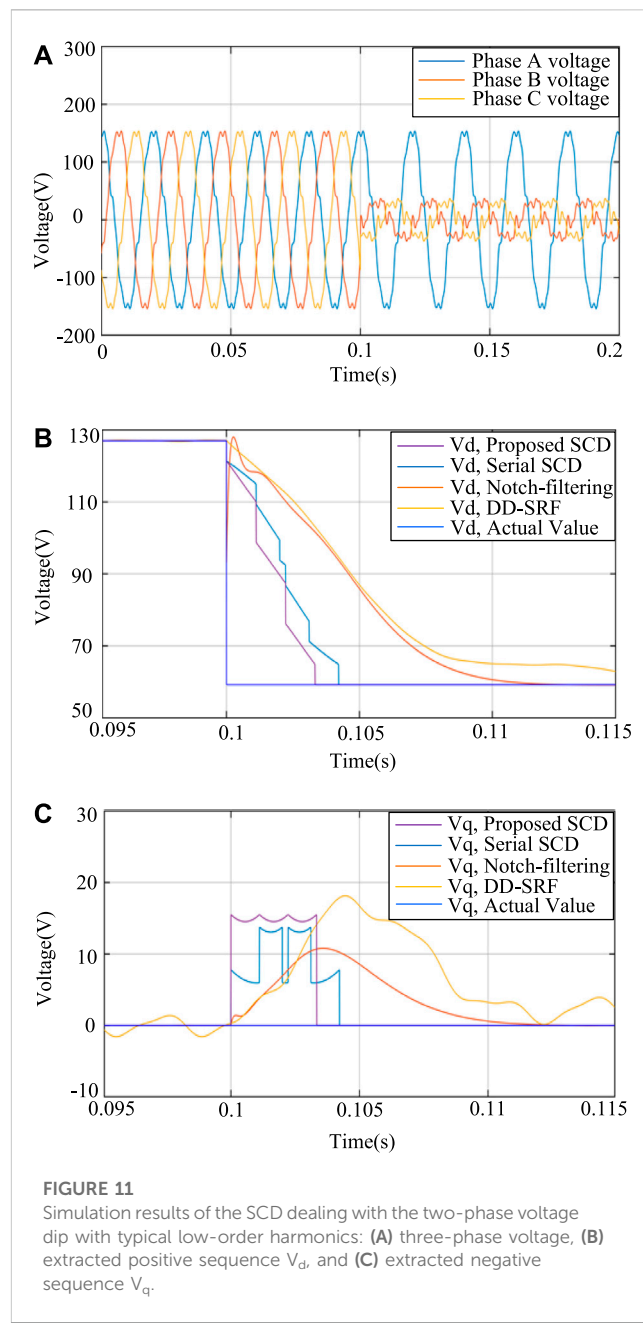 A
300
200
100
0
-100
-200
Voltage(V)
0
0.05
0.1
0.15
0.2
Time(s)
Phase A voltage
Phase B voltage
Phase C voltage
B
130
110
90
70
50
Voltage(V)
0.095
0.1
0.105
0.11
0.115
Time(s)
Vd, Proposed SCD
Vd, Serial SCD
Vd, Notch-filtering
Vd, DD-SRF
Vd, Actual Value
C
30
20
10
0
-10
Voltage(V)
0.095
0.1
0.105
0.11
0.115
Time(s)
Vq, Proposed SCD
Vq, Serial SCD
Vq, Notch-filtering
Vq, DD-SRF
Vq, Actual Value
FIGURE 11
Simulation results of the SCD dealing with the two-phase voltage
dip with typical low-order harmonics: (A) three-phase voltage, (B)
extracted positive sequence Vd, and (C) extracted negative
sequence Vq.